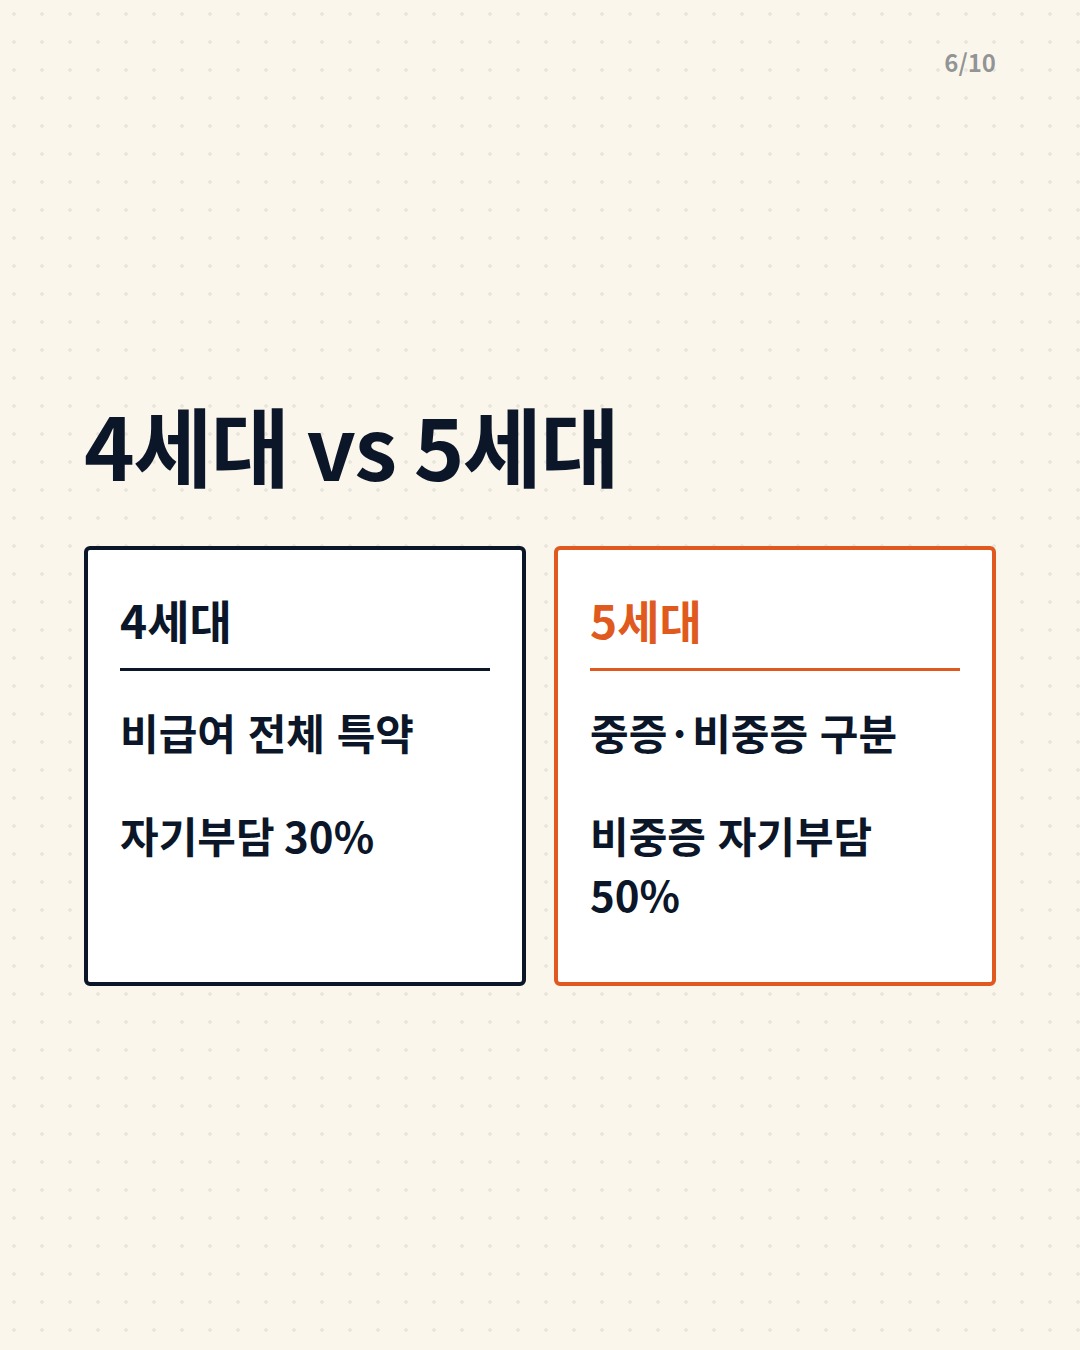 6/10
4세대 vs 5세대
4세대
비급여 전체 특약
자기부담 30%
5세대
중증·비중증 구분
비중증 자기부담
50%